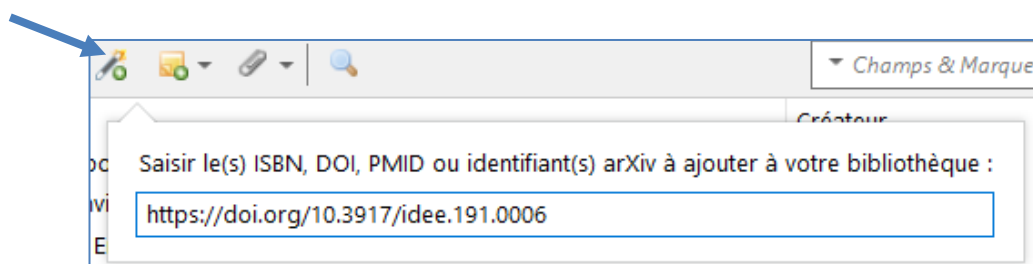 Champs & Marque
Créateur
Saisir le(s) ISBN, DOI, PMID ou identifiant(s) arXiv à ajouter à votre bibliothèque :
https://doi.org/10.3917/idee.191.0006
E